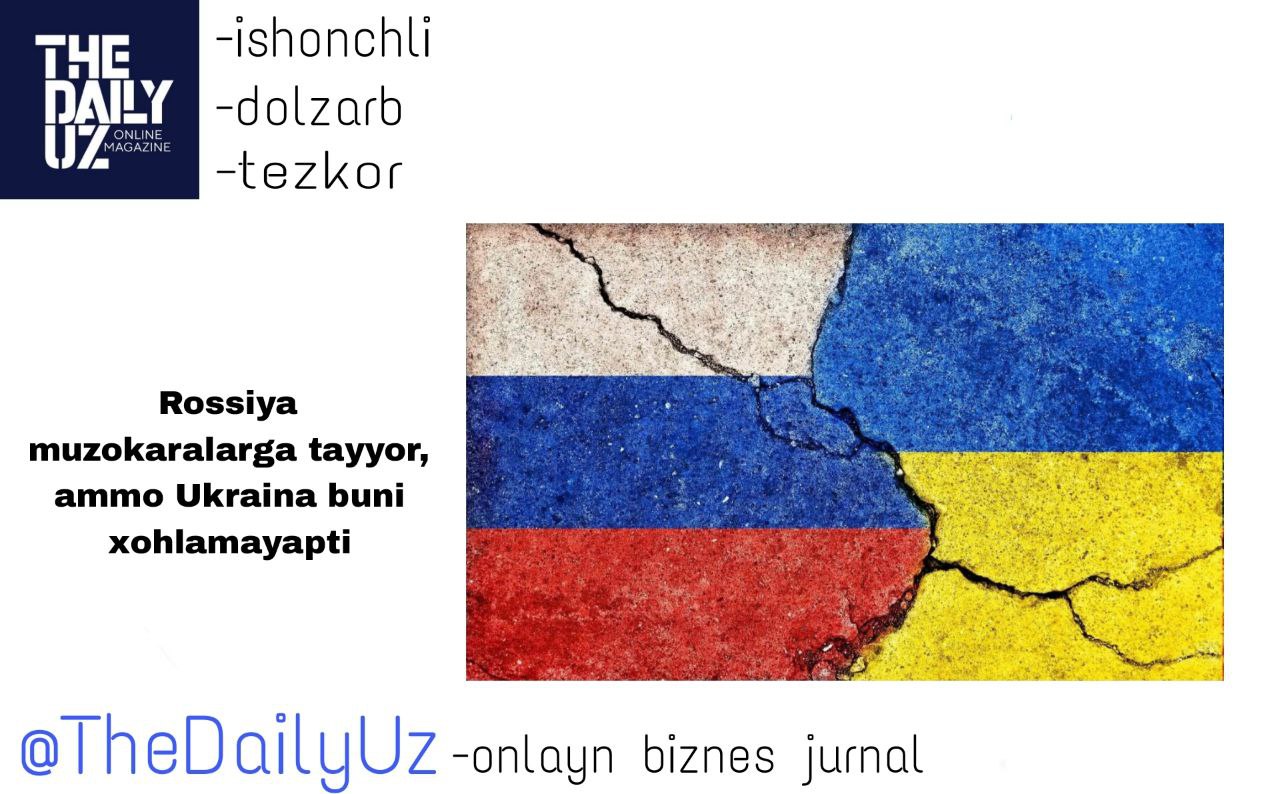 THE
DAILY
UZ ONLINE
MAGAZINE
-ishonchli
-dolzarb
-tezkor
Rossiya
muzokaralarga tayyor,
ammo Ukraina buni
xohlamayapti
@TheDailyUz -onlayn biznes jurnal